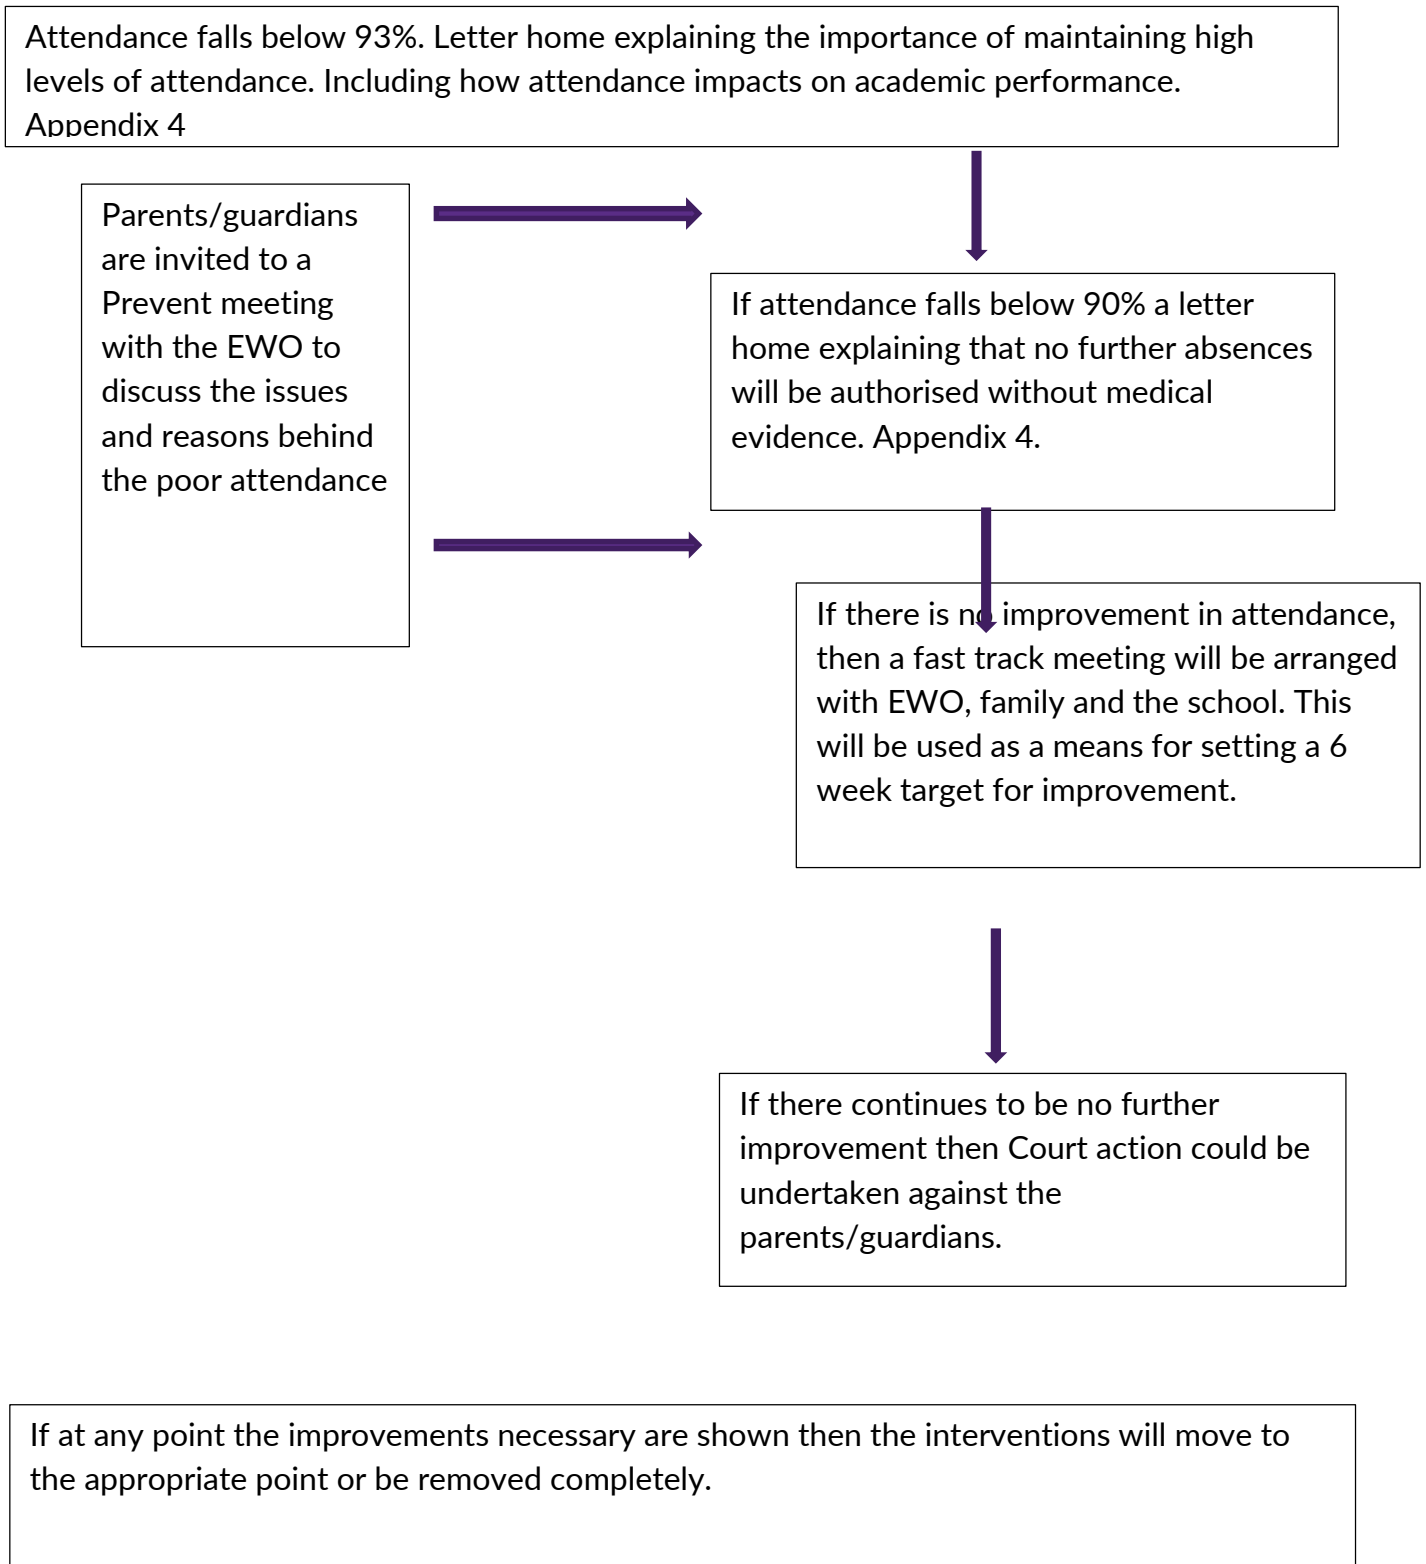 Attendance falls below 93%. Letter home explaining the importance of maintaining high
levels of attendance. Including how attendance impacts on academic performance.
Appendix 4
Parents/guardians
are invited to a
Prevent meeting
with the EWO to
discuss the issues
and reasons behind
the poor attendance
If attendance falls below 90% a letter
home explaining that no further absences
will be authorised without medical
evidence. Appendix 4.
If there is no improvement in attendance,
then a fast track meeting will be arranged
with EWO, family and the school. This
will be used as a means for setting a 6
week target for improvement.
If there continues to be no further
improvement then Court action could be
undertaken against the
parents/guardians.
If at any point the improvements necessary are shown then the interventions will move to
the appropriate point or be removed completely.